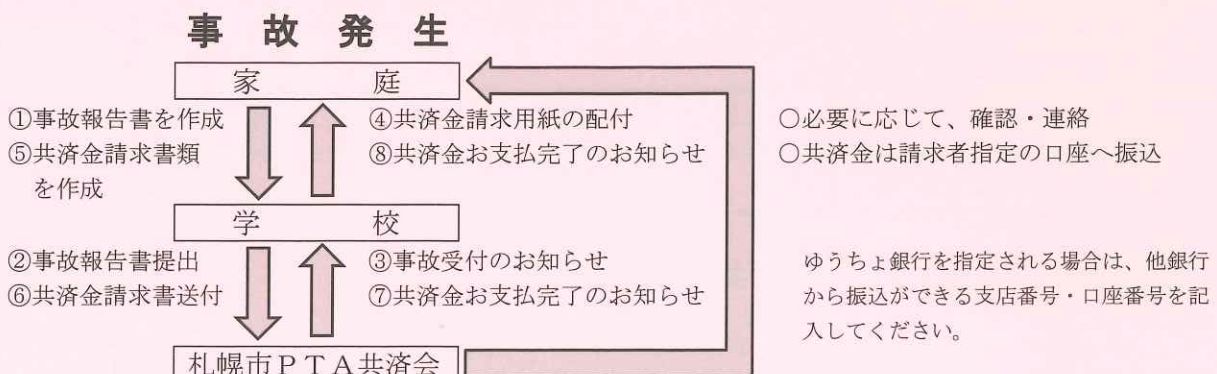 事故発生
家庭
①事故報告書を作成
⑤共済金請求書類
を作成
④共済金請求用紙の配付
⑧共済金お支払完了のお知らせ
○必要に応じて、確認・連絡
○共済金は請求者指定の口座へ振込
学校
②事故報告書提出
⑥共済金請求書送付
③事故受付のお知らせ
⑦共済金お支払完了のお知らせ
ゆうちょ銀行を指定される場合は、他銀行
から振込ができる支店番号・口座番号を記
入してください。
札幌市PTA共済会